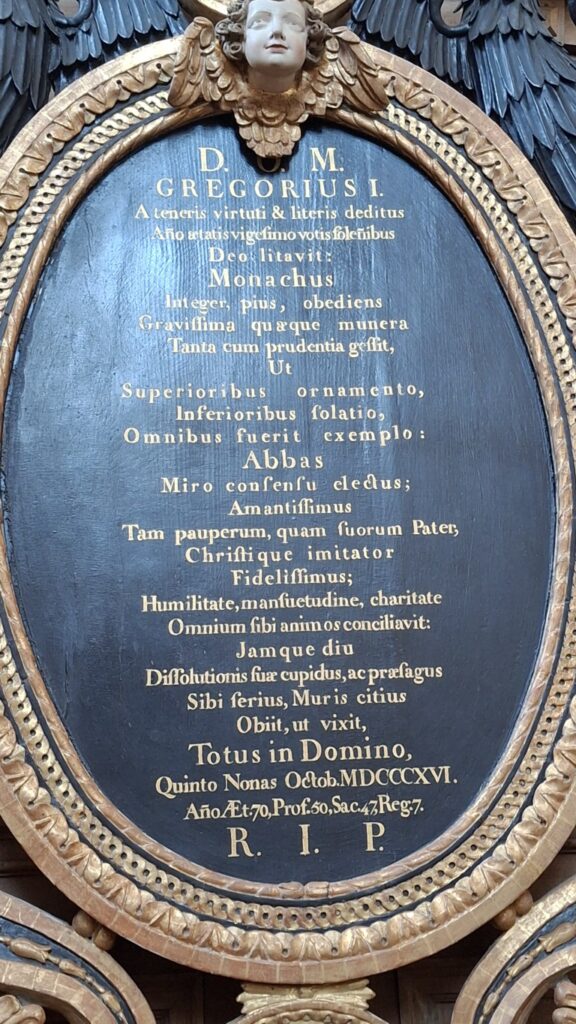 D. O. M.
GREGORIUS I.
A teneris virtuti & literis deditus
Año ætatis vigeſimo votis ſoleñibus
Deo litavit:
Monachus
Integer, pius, obediens
Graviſſima quæque munera
Tanta cum prudentia geſſit,
Ut
Superioribus ornamento,
Inferioribus ſolatio,
Omnibus fuerit exemplo:
Abbas
Miro conſenſu electus;
Amantiſſimus
Tam pauperum, quam ſuorum Pater,
Chriſtique imitator
Fideliſſimus;
Humilitate, manſuetudine, charitate
Omnium ſibi animos conciliavit:
Jamque diu
Diſſolutionis ſuæ cupidus, ac præſagus
Sibi ſerius, Muris citius
Obiit, ut vixit,
Totus in Domino,
Quinto Nonas Octob. MDCCCXVI.
Año Æt. 70, Prof. 50, Sac. 47, Reg. 7.
R. I. P.